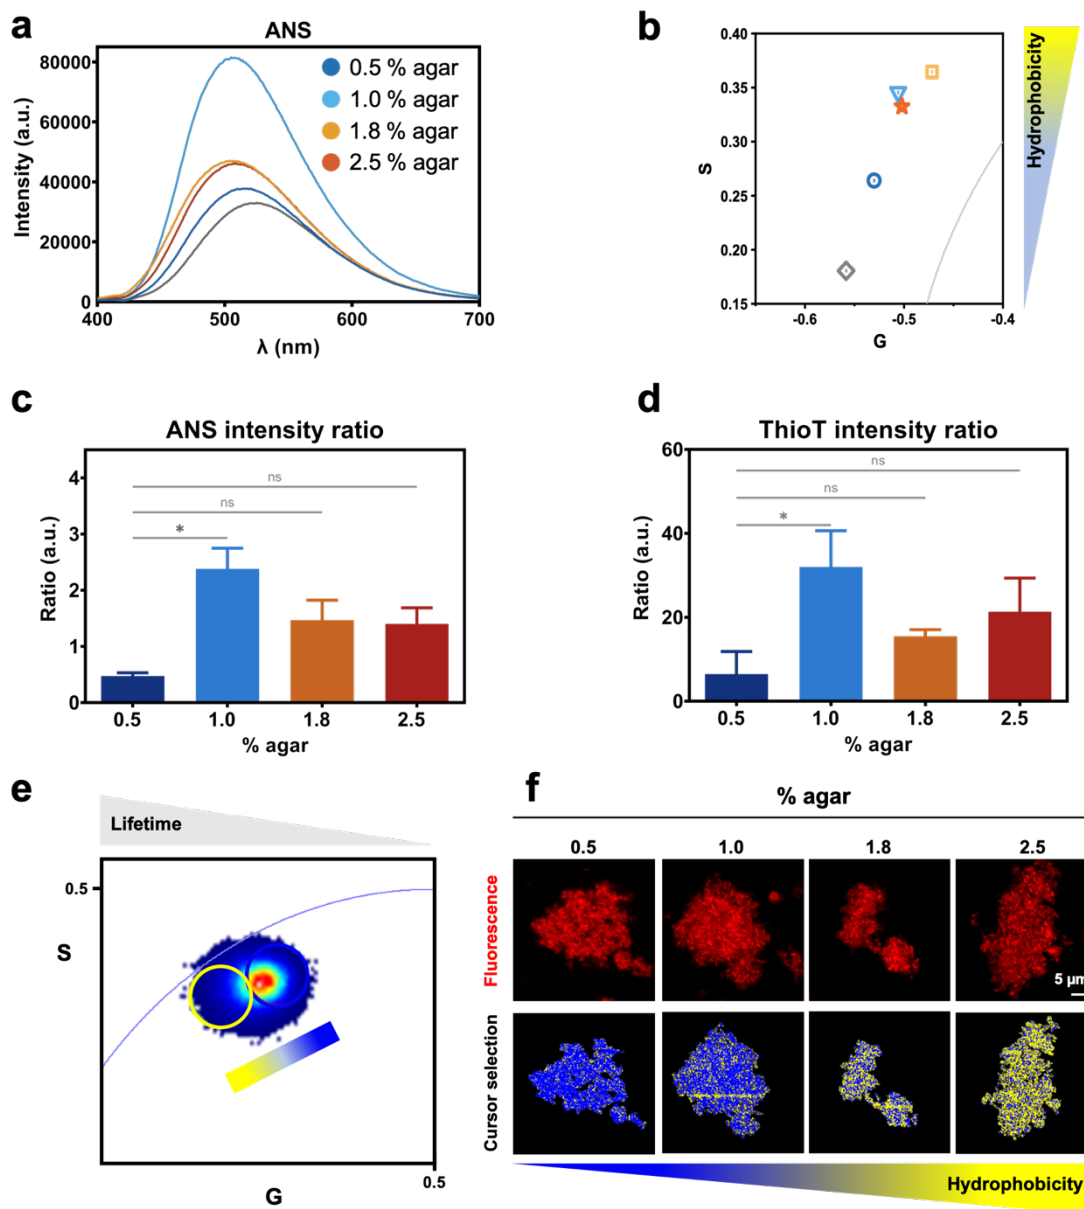 a
ANS
80000
60000
40000
20000
0
400
500
600
700
Intensity (a.u.)
λ (nm)
0.5 % agar
1.0 % agar
1.8 % agar
2.5 % agar
b
0.40
0.35
0.30
0.25
0.20
0.15
S
-0.6
-0.5
-0.4
G
Hydrophobicity
c
ANS intensity ratio
4
3
2
1
0
Ratio (a.u.)
ns
ns
*
0.5
1.0
1.8
2.5
% agar
d
ThioT intensity ratio
60
40
20
0
Ratio (a.u.)
ns
ns
*
0.5
1.0
1.8
2.5
% agar
e
Lifetime
0.5
S
G
0.5
f
% agar
0.5
1.0
1.8
2.5
Fluorescence
5 µm
Cursor selection
Hydrophobicity